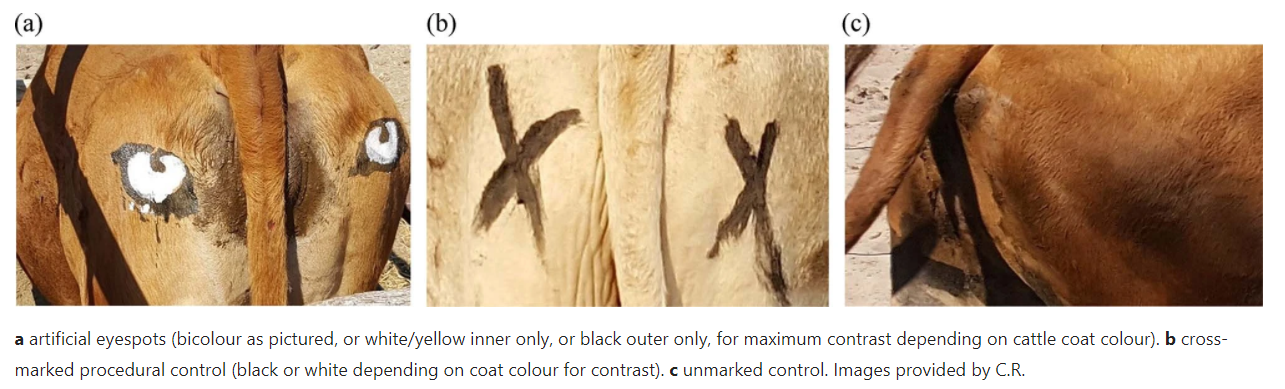 (a) (b) (c)
a artificial eyespots (bicolour as pictured, or white/yellow inner only, or black outer only, for maximum contrast depending on cattle coat colour). b cross-
marked procedural control (black or white depending on coat colour for contrast). c unmarked control. Images provided by C.R.